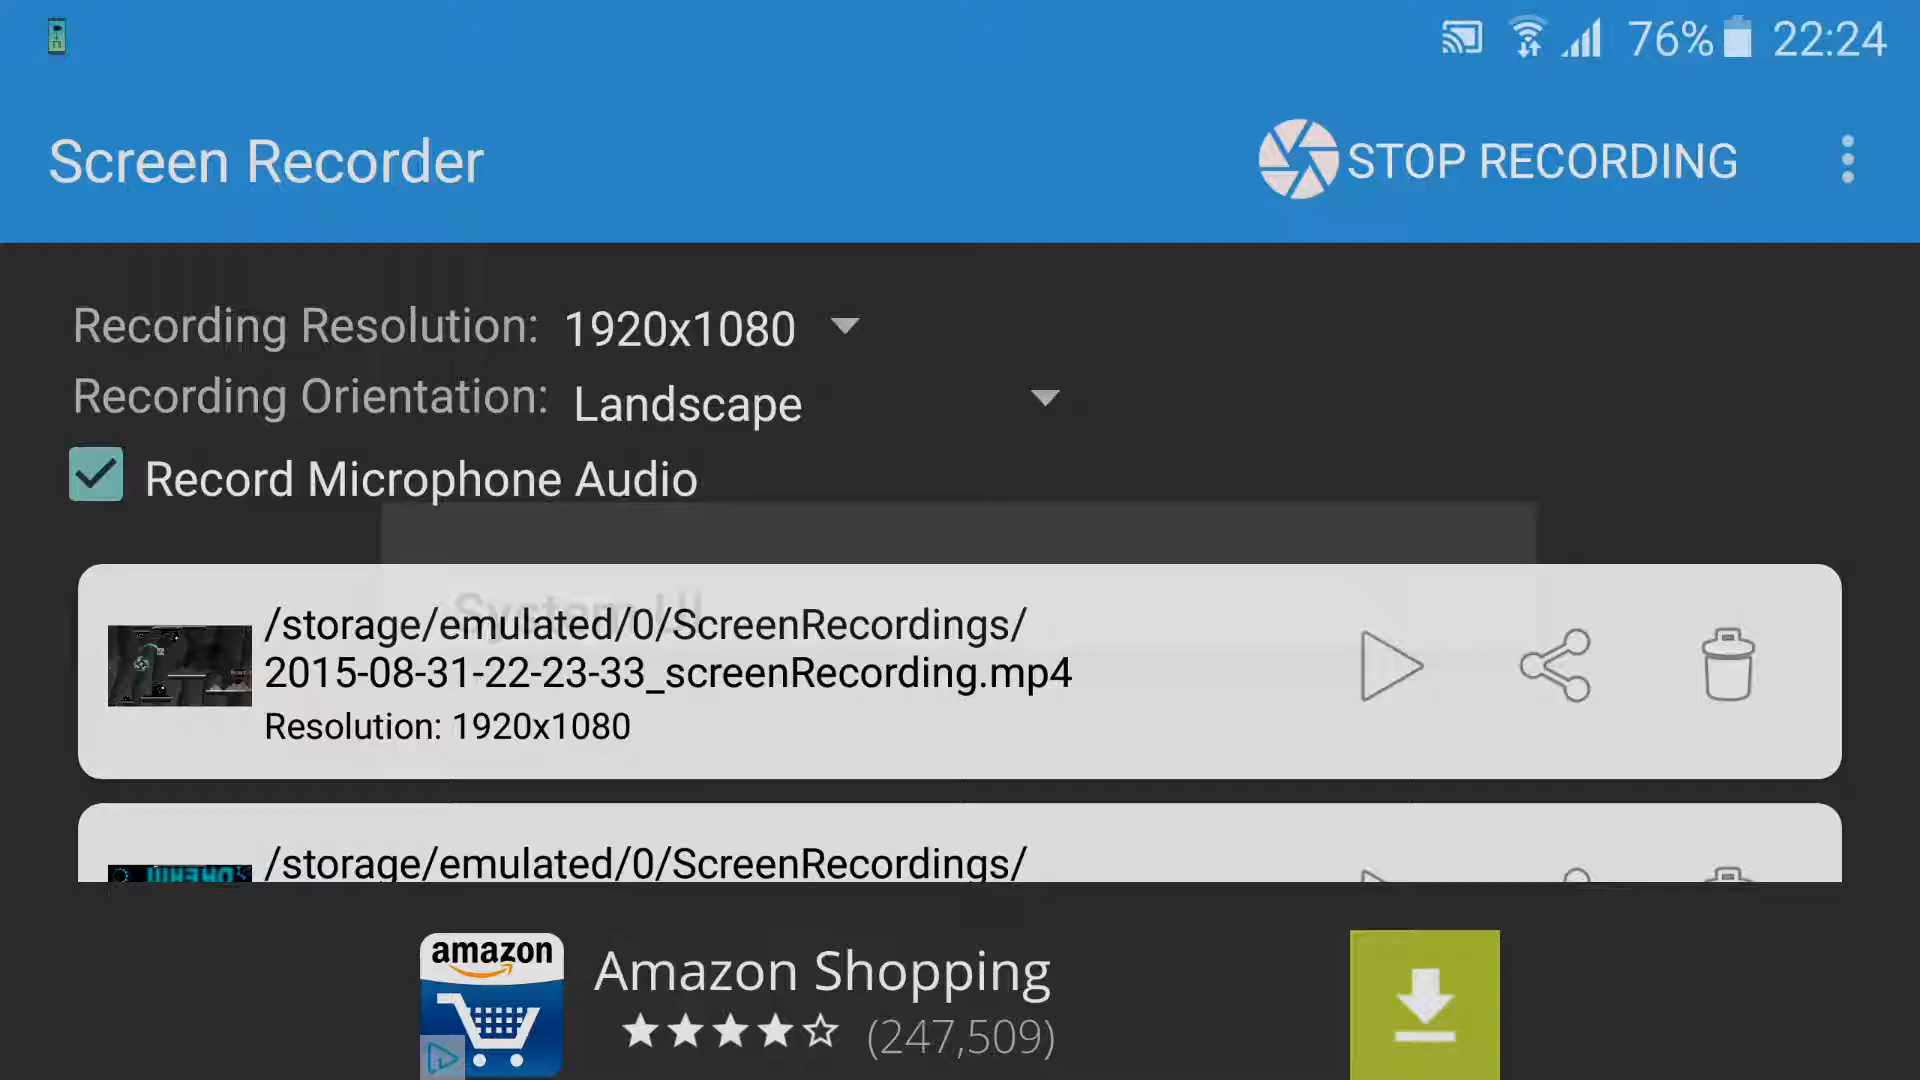 76% 22:24
Screen Recorder
STOP RECORDING
Recording Resolution: 1920x1080
Recording Orientation: Landscape
Record Microphone Audio
System UI
/storage/emulated/0/ScreenRecordings/
2015-08-31-22-23-33_screenRecording.mp4
Resolution: 1920x1080
/storage/emulated/0/ScreenRecordings/
amazon
Amazon Shopping
(247,509)